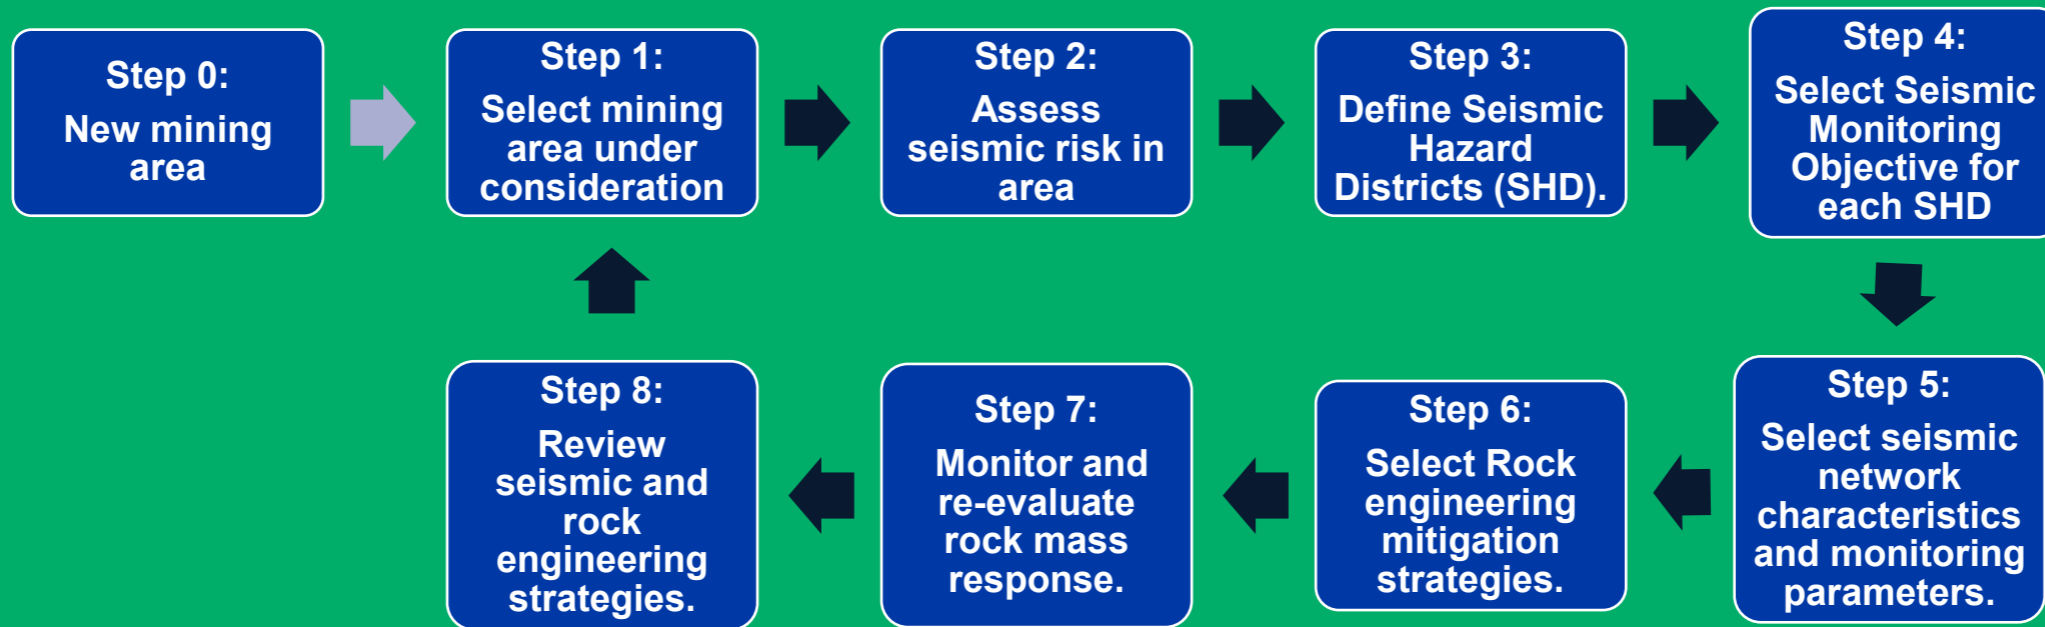 Step 0:
New mining
area
Step 1:
Select mining
area under
consideration
Step 2:
Assess
seismic risk in
area
Step 3:
Define Seismic
Hazard
Districts (SHD).
Step 4:
Select Seismic
Monitoring
Objective for
each SHD
Step 5:
Select seismic
network
characteristics
and monitoring
parameters.
Step 6:
Select Rock
engineering
mitigation
strategies.
Step 7:
Monitor and
re-evaluate
rock mass
response.
Step 8:
Review
seismic and
rock
engineering
strategies.